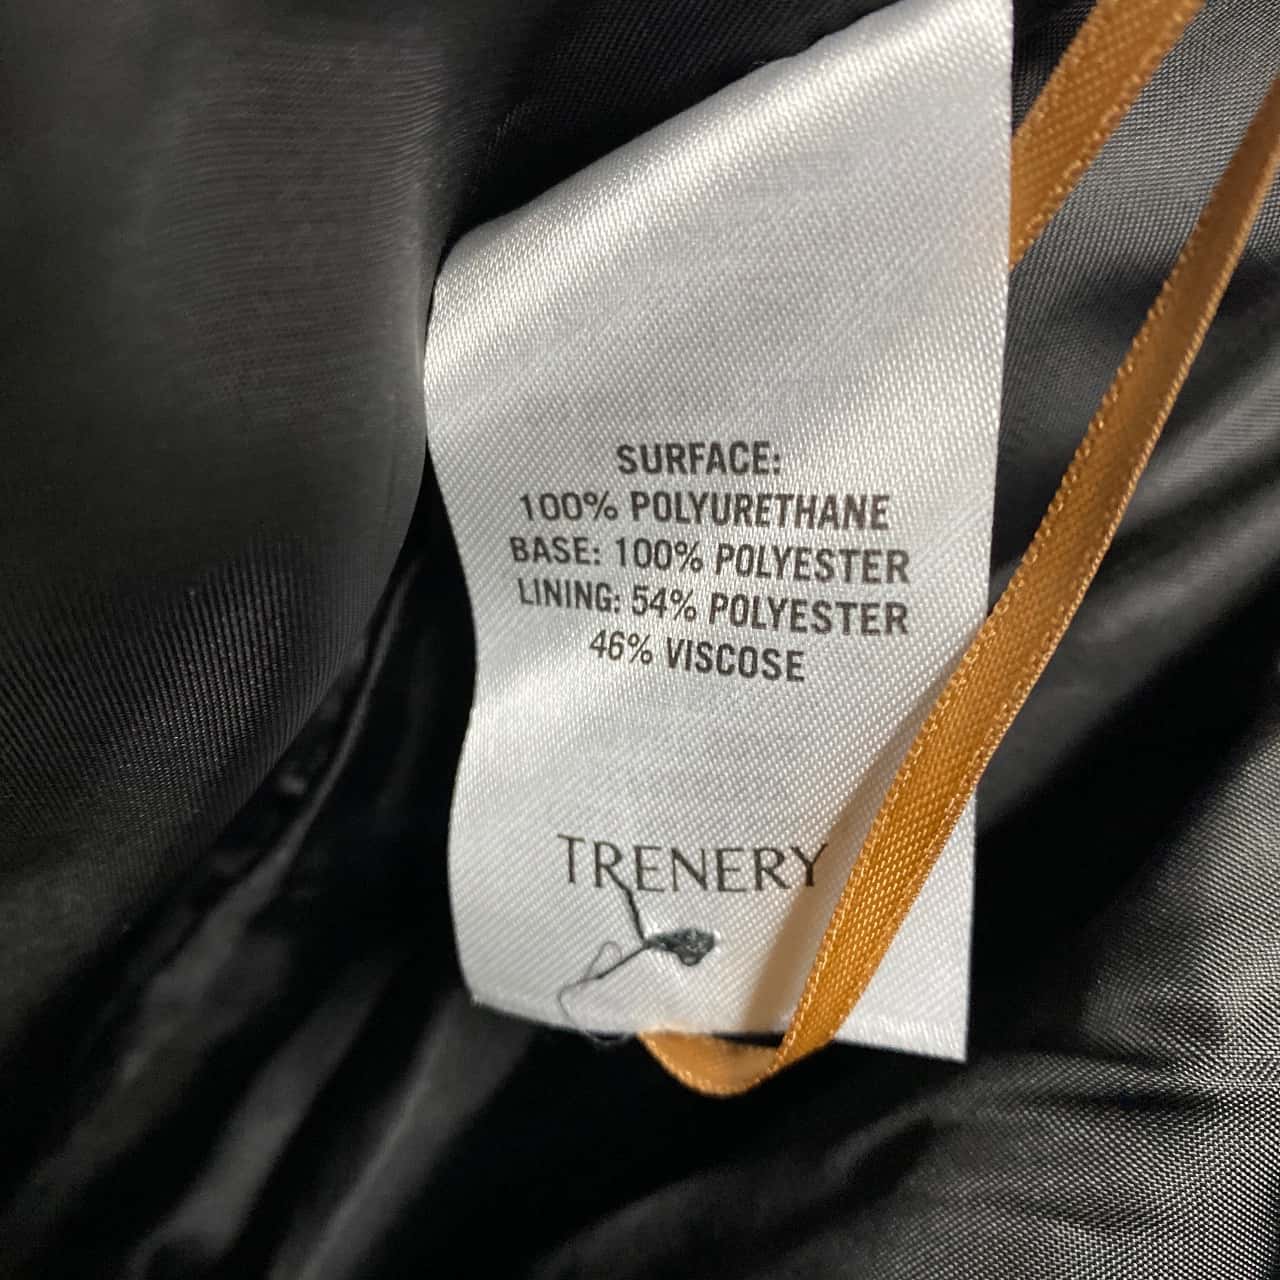 SURFACE:
100% POLYURETHANE
BASE: 100% POLYESTER
LINING: 54% POLYESTER
46% VISCOSE
TRENERY